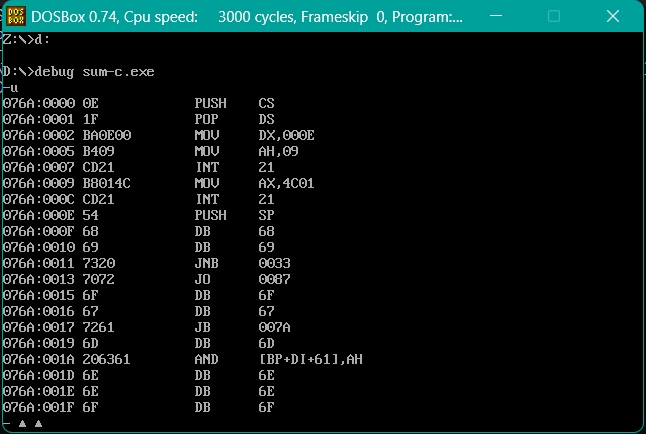 DOS
BOX
DOSBox 0.74, Cpu speed:    3000 cycles, Frameskip  0, Program:...
Z:\>d:
D:\>debug sum-c.exe
-u
076A:0000 0E            PUSH    CS
076A:0001 1F            POP     DS
076A:0002 BA0E00        MOV     DX,000E
076A:0005 B409          MOV     AH,09
076A:0007 CD21          INT     21
076A:0009 B8014C        MOV     AX,4C01
076A:000C CD21          INT     21
076A:000E 54            PUSH    SP
076A:000F 68            DB      68
076A:0010 69            DB      69
076A:0011 7320          JNB     0033
076A:0013 7072          JO      0087
076A:0015 6F            DB      6F
076A:0016 67            DB      67
076A:0017 7261          JB      007A
076A:0019 6D            DB      6D
076A:001A 206361        AND     [BP+DI+61],AH
076A:001D 6E            DB      6E
076A:001E 6E            DB      6E
076A:001F 6F            DB      6F
- ▲ ▲